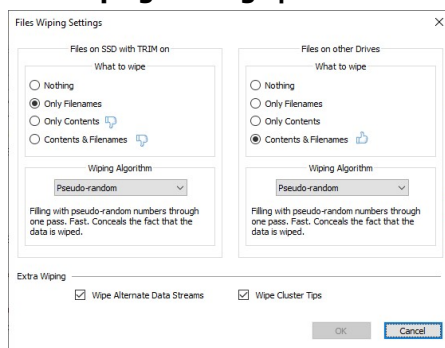 Files Wiping Settings
Files on SSD with TRIM on
What to wipe
Nothing
Only Filenames
Only Contents
Contents & Filenames
Wiping Algorithm
Pseudo-random
Filling with pseudo-random numbers through
one pass. Fast. Conceals the fact that the
data is wiped.
Files on other Drives
What to wipe
Nothing
Only Filenames
Only Contents
Contents & Filenames
Wiping Algorithm
Pseudo-random
Filling with pseudo-random numbers through
one pass. Fast. Conceals the fact that the
data is wiped.
Extra Wiping
Wipe Alternate Data Streams
Wipe Cluster Tips
OK
Cancel